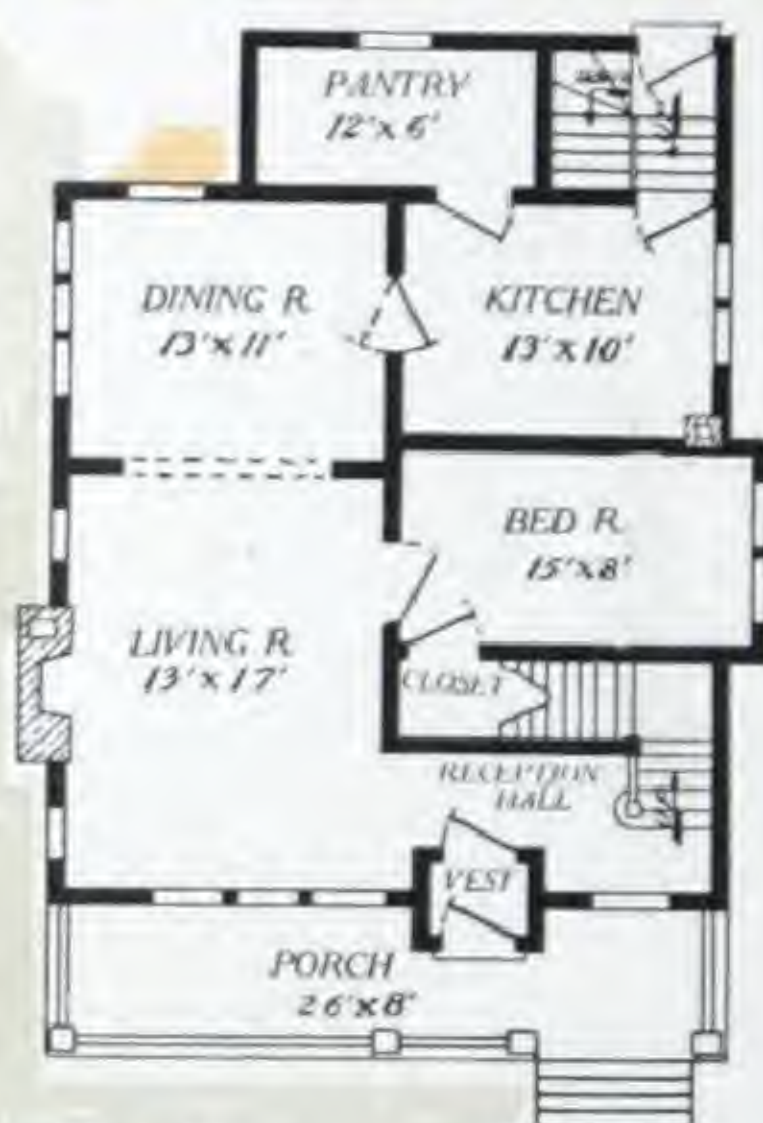 PANTRY
12' x 6'
DINING R.
13' x 11'
KITCHEN
13' x 10'
BED R.
15' x 8'
LIVING R.
13' x 17'
CLOSET
RECEPTION
HALL
VEST
PORCH
26' x 8'